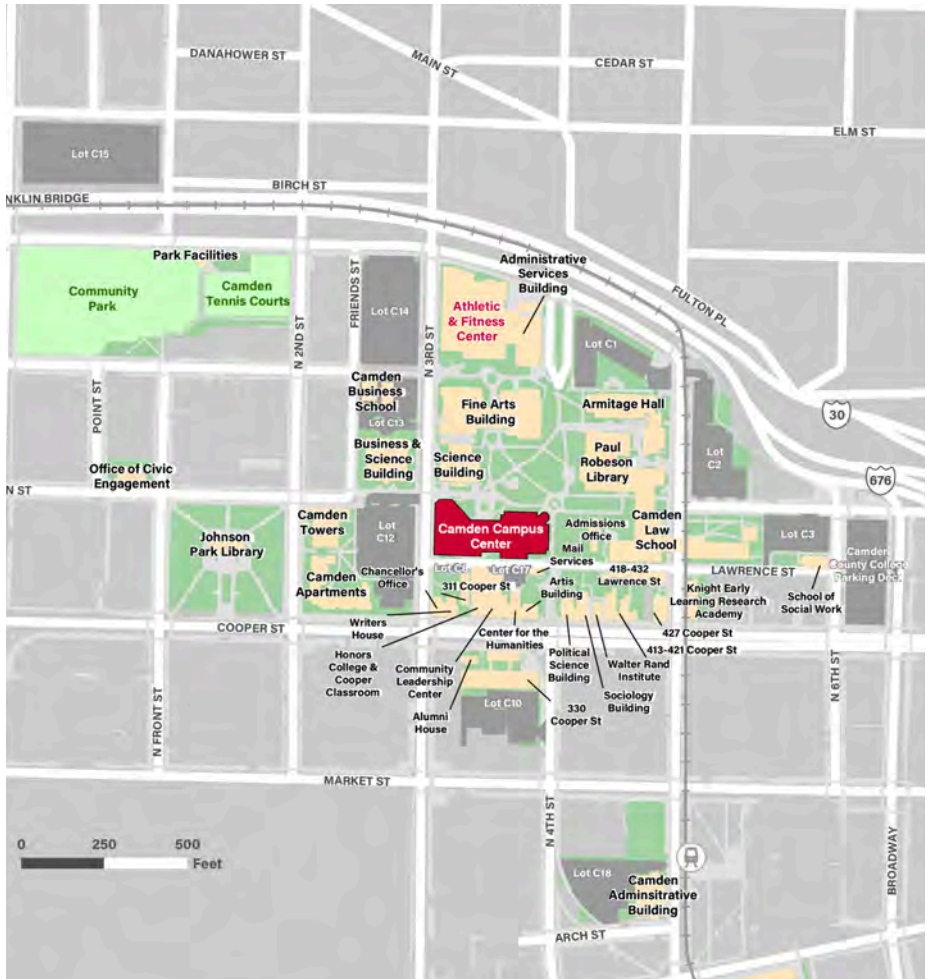 DANAHOWER ST
MAIN ST
CEDAR ST
ELM ST
Lot C15
BIRCH ST
NKLIN BRIDGE
Park Facilities
Administrative
Services
Building
Community
Park
Camden
Tennis Courts
FRIENDS ST
Lot C14
Athletic
& Fitness
Center
FULTON PL
N 2ND ST
N 3RD ST
Lot C1
POINT ST
Camden
Business
School
Lot C13
Fine Arts
Building
Armitage Hall
30
Business &
Science
Building
Science
Building
Paul
Robeson
Library
Lot
C2
Office of Civic
Engagement
676
N ST
Johnson
Park Library
Camden
Towers
Lot
C12
Camden Campus
Center
Admissions
Office
Camden
Law
School
Lot C3
Mail
Services
Camden
County College
Parking Deck
Chancellor's
Office
Lot C17
418-432
Lawrence St
LAWRENCE ST
Camden
Apartments
311 Cooper St
Artis
Building
Knight Early
Learning Research
Academy
School of
Social Work
COOPER ST
Writers
House
Center for the
Humanities
427 Cooper St
413-421 Cooper St
Honors
College &
Cooper
Classroom
Community
Leadership
Center
Political
Science
Building
Walter Rand
Institute
Sociology
Building
N 6TH ST
N FRONT ST
Alumni
House
Lot C10
330
Cooper St
MARKET ST
0 250 500
Feet
N 4TH ST
BROADWAY
Lot C18
Camden
Adminsitrative
Building
ARCH ST